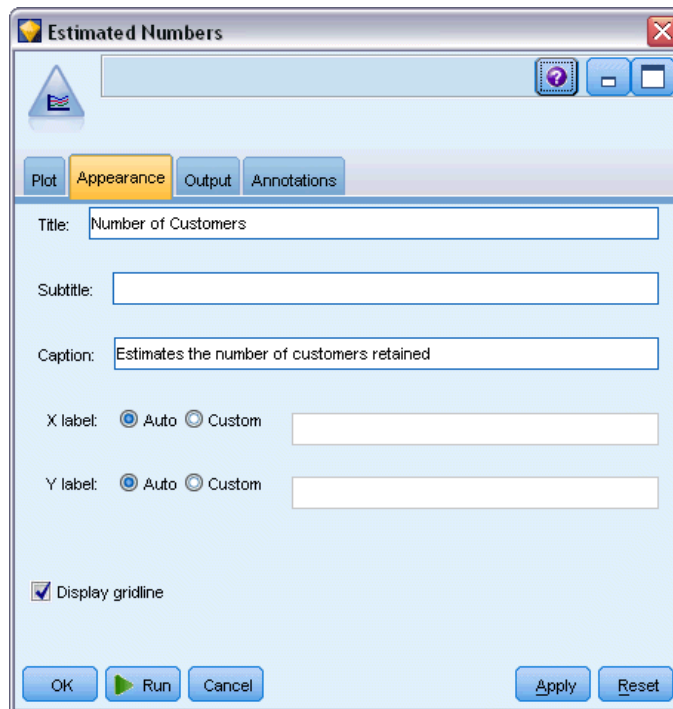 Estimated Numbers
Plot Appearance Output Annotations
Title: Number of Customers
Subtitle:
Caption: Estimates the number of customers retained
X label: Auto Custom
Y label: Auto Custom
Display gridline
OK Run Cancel Apply Reset